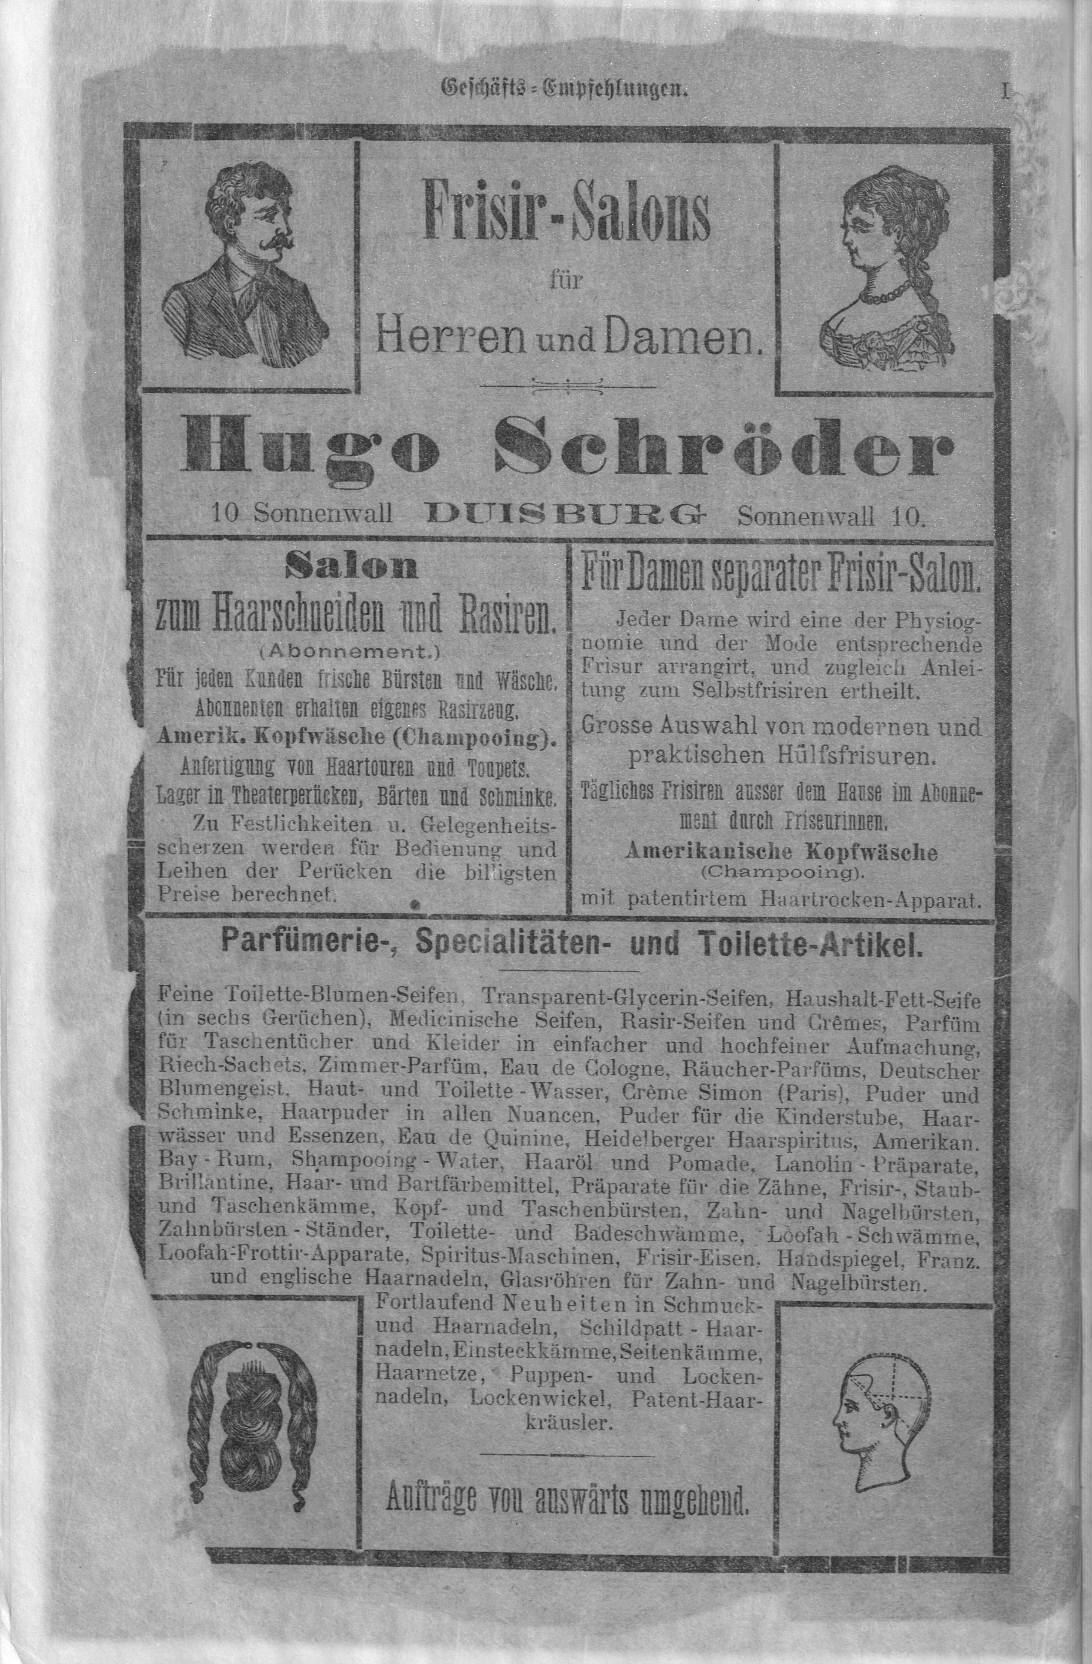 Geschäfts-Empfehlungen.
I
Frisir-Salons
für
Herren und Damen.
Hugo Schröder
10 Sonnenwall DUISBURG Sonnenwall 10.
Salon
zum Haarschneiden und Rasiren.
(Abonnement.)
Für jeden Kunden frische Bürsten und Wäsche.
Abonnenten erhalten eigenes Rasirzeug.
Amerik. Kopfwäsche (Champooing).
Anfertigung von Haartouren und Toupets.
Lager in Theaterperücken, Bärten und Schminke.
Zu Festlichkeiten u. Gelegenheits-
scherzen werden für Bedienung und
Leihen der Perücken die billigsten
Preise berechnet.
Für Damen separater Frisir-Salon.
Jeder Dame wird eine der Physiog-
nomie und der Mode entsprechende
Frisur arrangirt, und zugleich Anlei-
tung zum Selbstfrisiren ertheilt.
Grosse Auswahl von modernen und
praktischen Hülfsfrisuren.
Tägliches Frisiren ausser dem Hause im Abonne-
ment durch Friseurinnen.
Amerikanische Kopfwäsche
(Champooing).
mit patentirtem Haartrocken-Apparat.
Parfümerie-, Specialitäten- und Toilette-Artikel.
Feine Toilette-Blumen-Seifen, Transparent-Glycerin-Seifen, Haushalt-Fett-Seife
(in sechs Gerüchen), Medicinische Seifen, Rasir-Seifen und Crêmes, Parfüm
für Taschentücher und Kleider in einfacher und hochfeiner Aufmachung,
Riech-Sachets, Zimmer-Parfüm, Eau de Cologne, Räucher-Parfüms, Deutscher
Blumengeist, Haut- und Toilette-Wasser, Crème Simon (Paris), Puder und
Schminke, Haarpuder in allen Nuancen, Puder für die Kinderstube, Haar-
wässer und Essenzen, Eau de Quinine, Heidelberger Haarspiritus, Amerikan.
Bay-Rum, Shampooing-Water, Haaröl und Pomade, Lanolin-Präparate,
Brillantine, Haar- und Bartfärbemittel, Präparate für die Zähne, Frisir-, Staub-
und Taschenkämme, Kopf- und Taschenbürsten, Zahn- und Nagelbürsten,
Zahnbürsten-Ständer, Toilette- und Badeschwämme, Loofah-Schwämme,
Loofah-Frottir-Apparate, Spiritus-Maschinen, Frisir-Eisen, Handspiegel, Franz.
und englische Haarnadeln, Glasröhren für Zahn- und Nagelbürsten.
Fortlaufend Neuheiten in Schmuck-
und Haarnadeln, Schildpatt-Haar-
nadeln, Einsteckkämme, Seitenkämme,
Haarnetze, Puppen- und Locken-
nadeln, Lockenwickel, Patent-Haar-
kräusler.
Aufträge von auswärts umgehend.